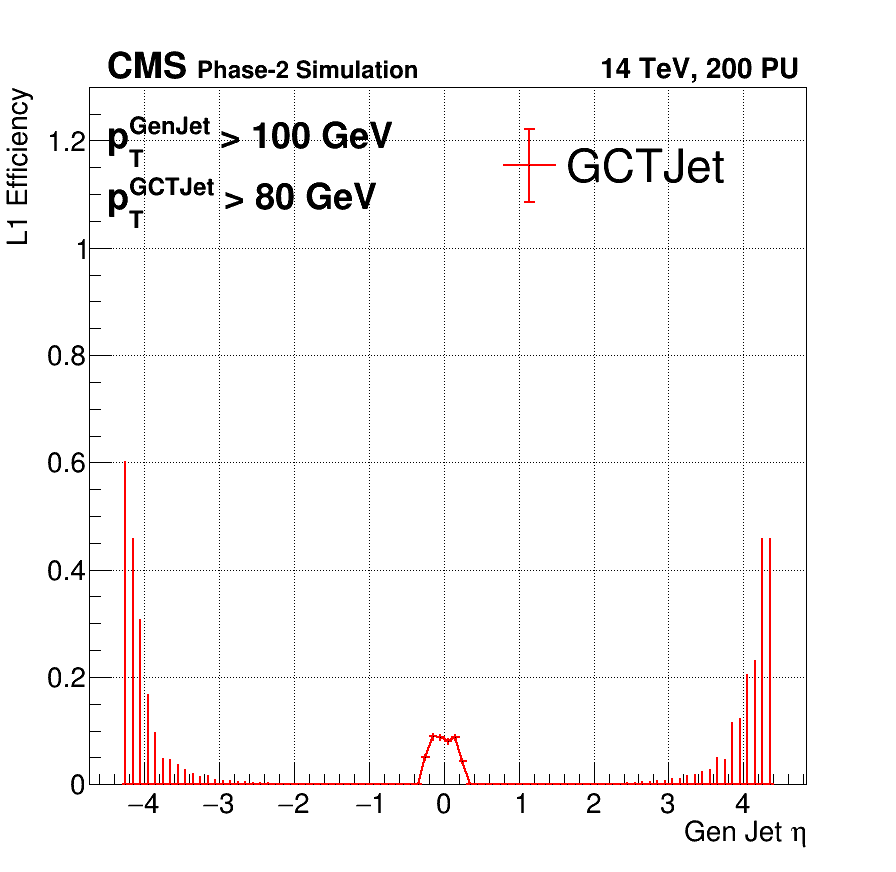 CMS Phase-2 Simulation 14 TeV, 200 PU
p_T^GenJet > 100 GeV
p_T^GCTJet > 80 GeV
GCTJet
L1 Efficiency
1.2
1
0.8
0.6
0.4
0.2
0
−4 −3 −2 −1 0 1 2 3 4
Gen Jet η